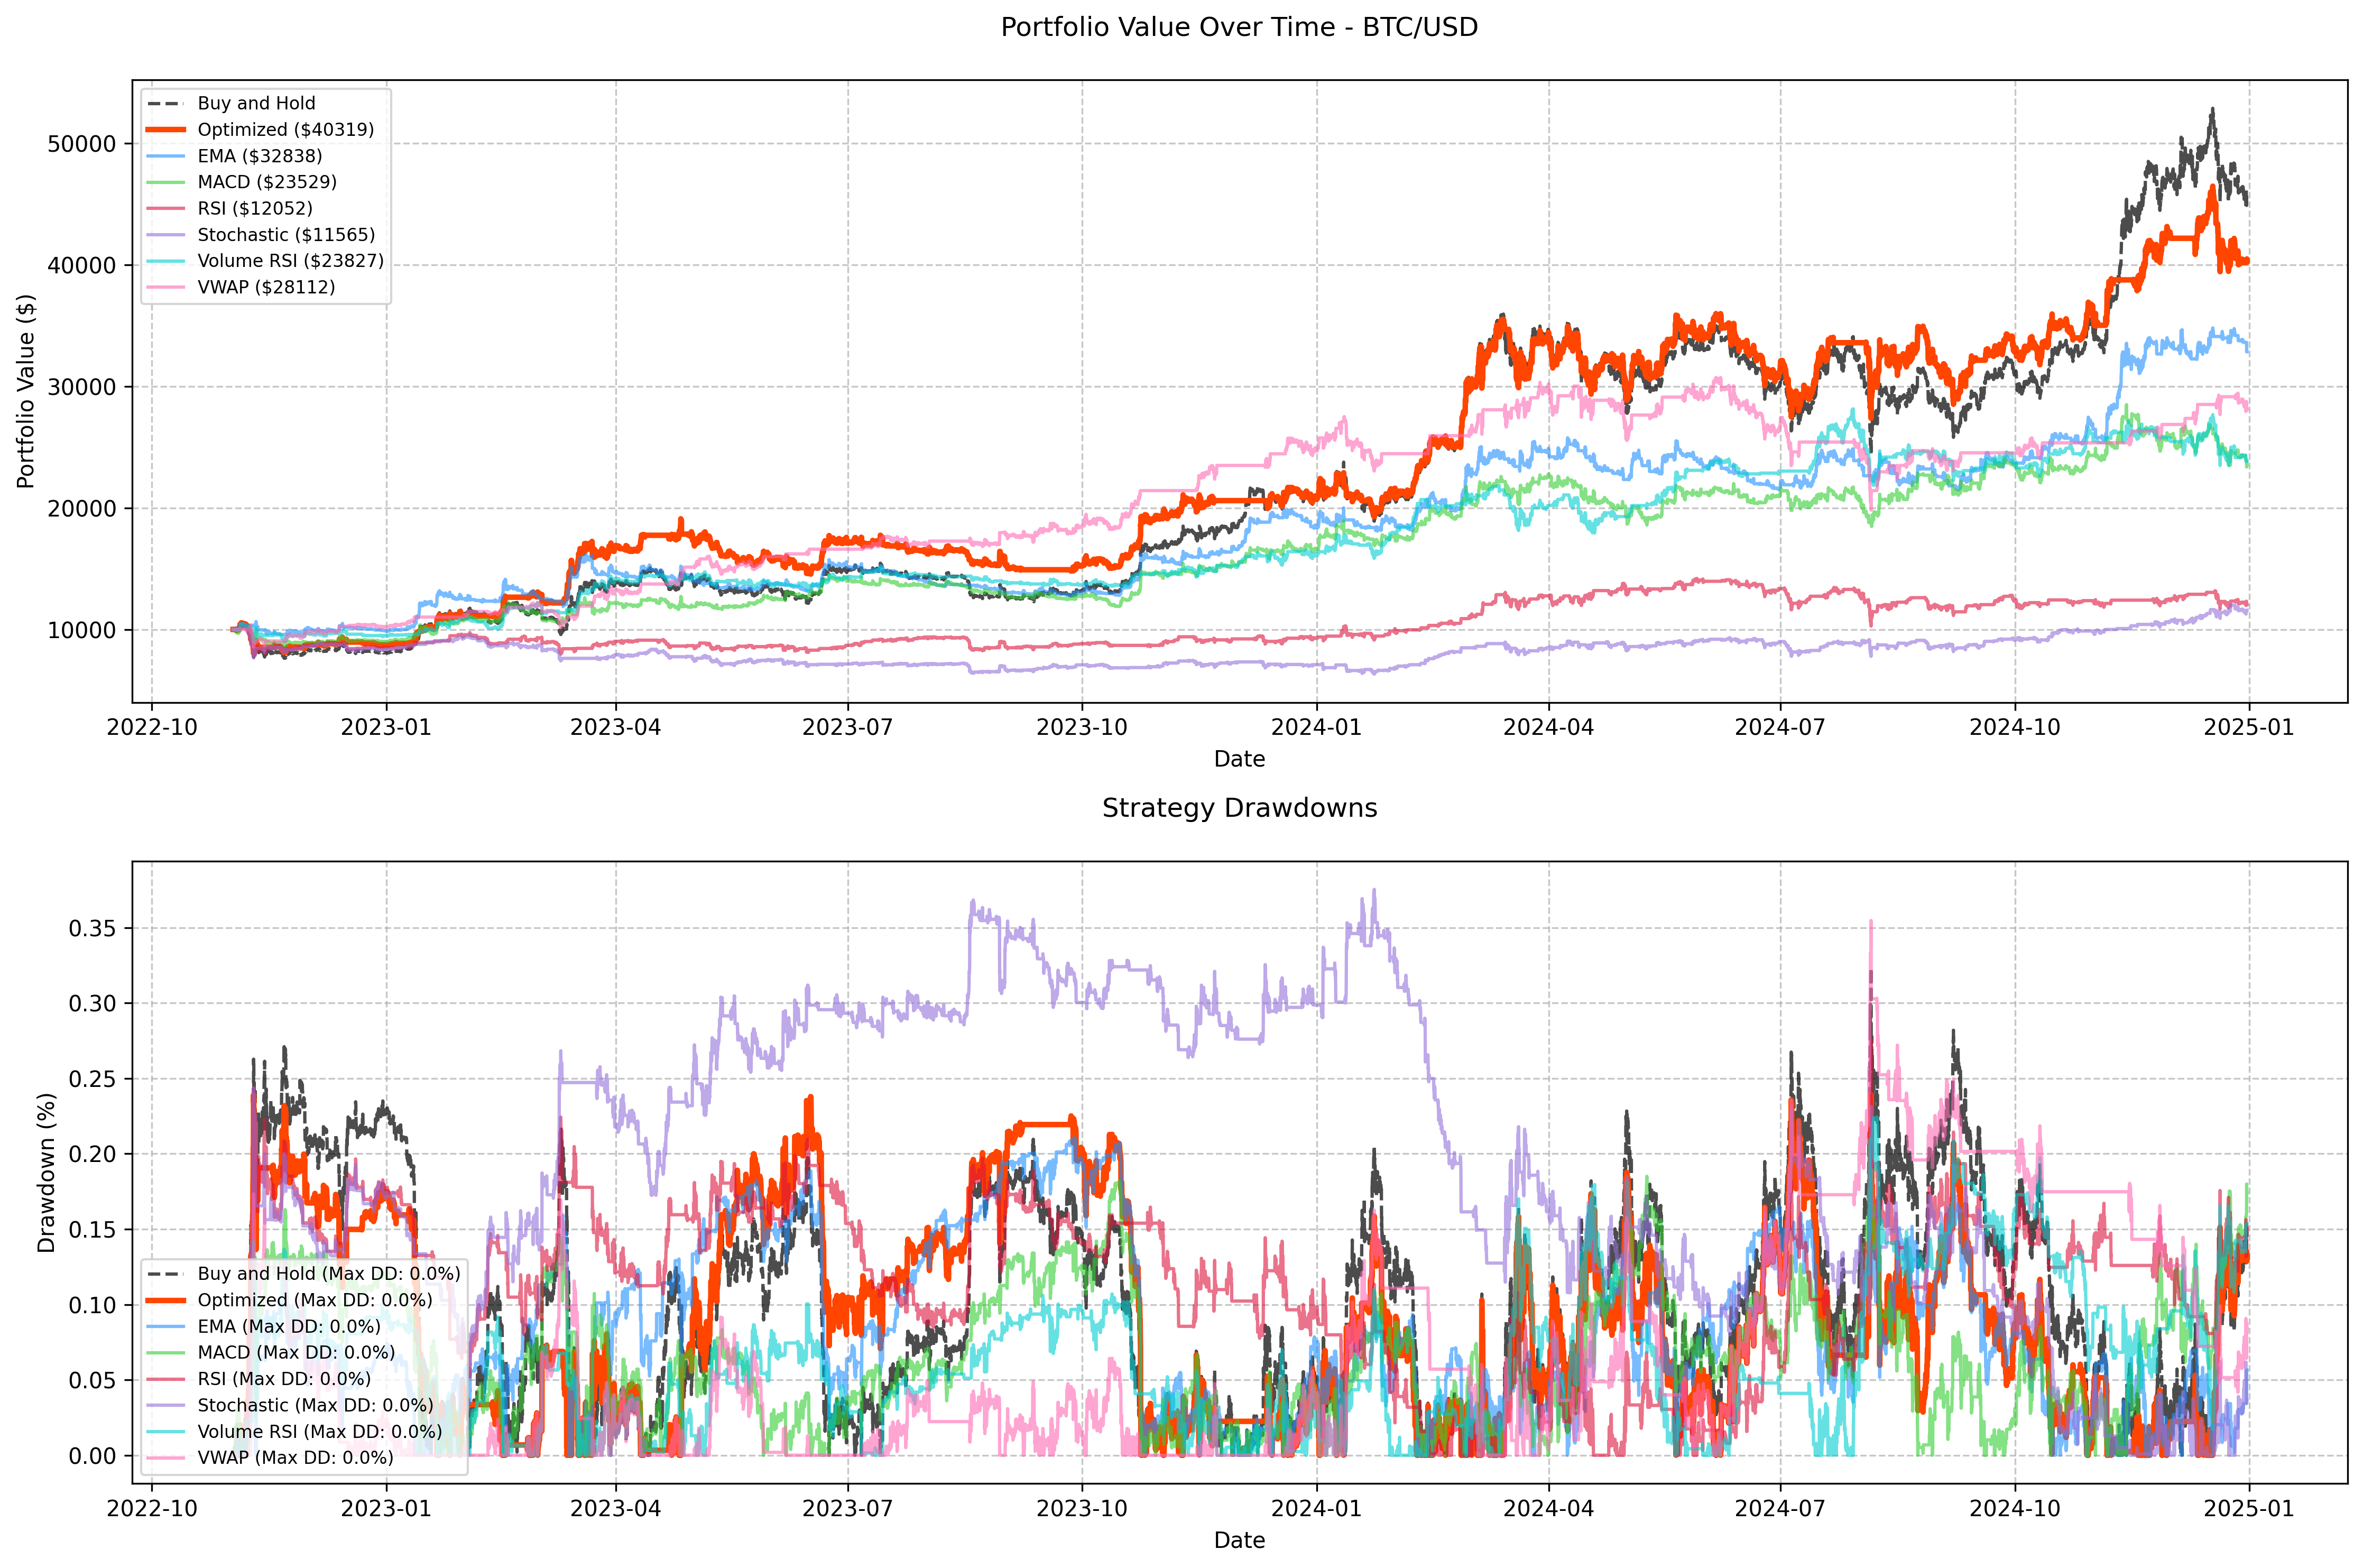 Portfolio Value Over Time - BTC/USD
Portfolio Value ($)
50000
40000
30000
20000
10000
Buy and Hold
Optimized ($40319)
EMA ($32838)
MACD ($23529)
RSI ($12052)
Stochastic ($11565)
Volume RSI ($23827)
VWAP ($28112)
2022-10 2023-01 2023-04 2023-07 2023-10 2024-01 2024-04 2024-07 2024-10 2025-01
Date
Strategy Drawdowns
Drawdown (%)
0.35
0.30
0.25
0.20
0.15
0.10
0.05
0.00
Buy and Hold (Max DD: 0.0%)
Optimized (Max DD: 0.0%)
EMA (Max DD: 0.0%)
MACD (Max DD: 0.0%)
RSI (Max DD: 0.0%)
Stochastic (Max DD: 0.0%)
Volume RSI (Max DD: 0.0%)
VWAP (Max DD: 0.0%)
2022-10 2023-01 2023-04 2023-07 2023-10 2024-01 2024-04 2024-07 2024-10 2025-01
Date